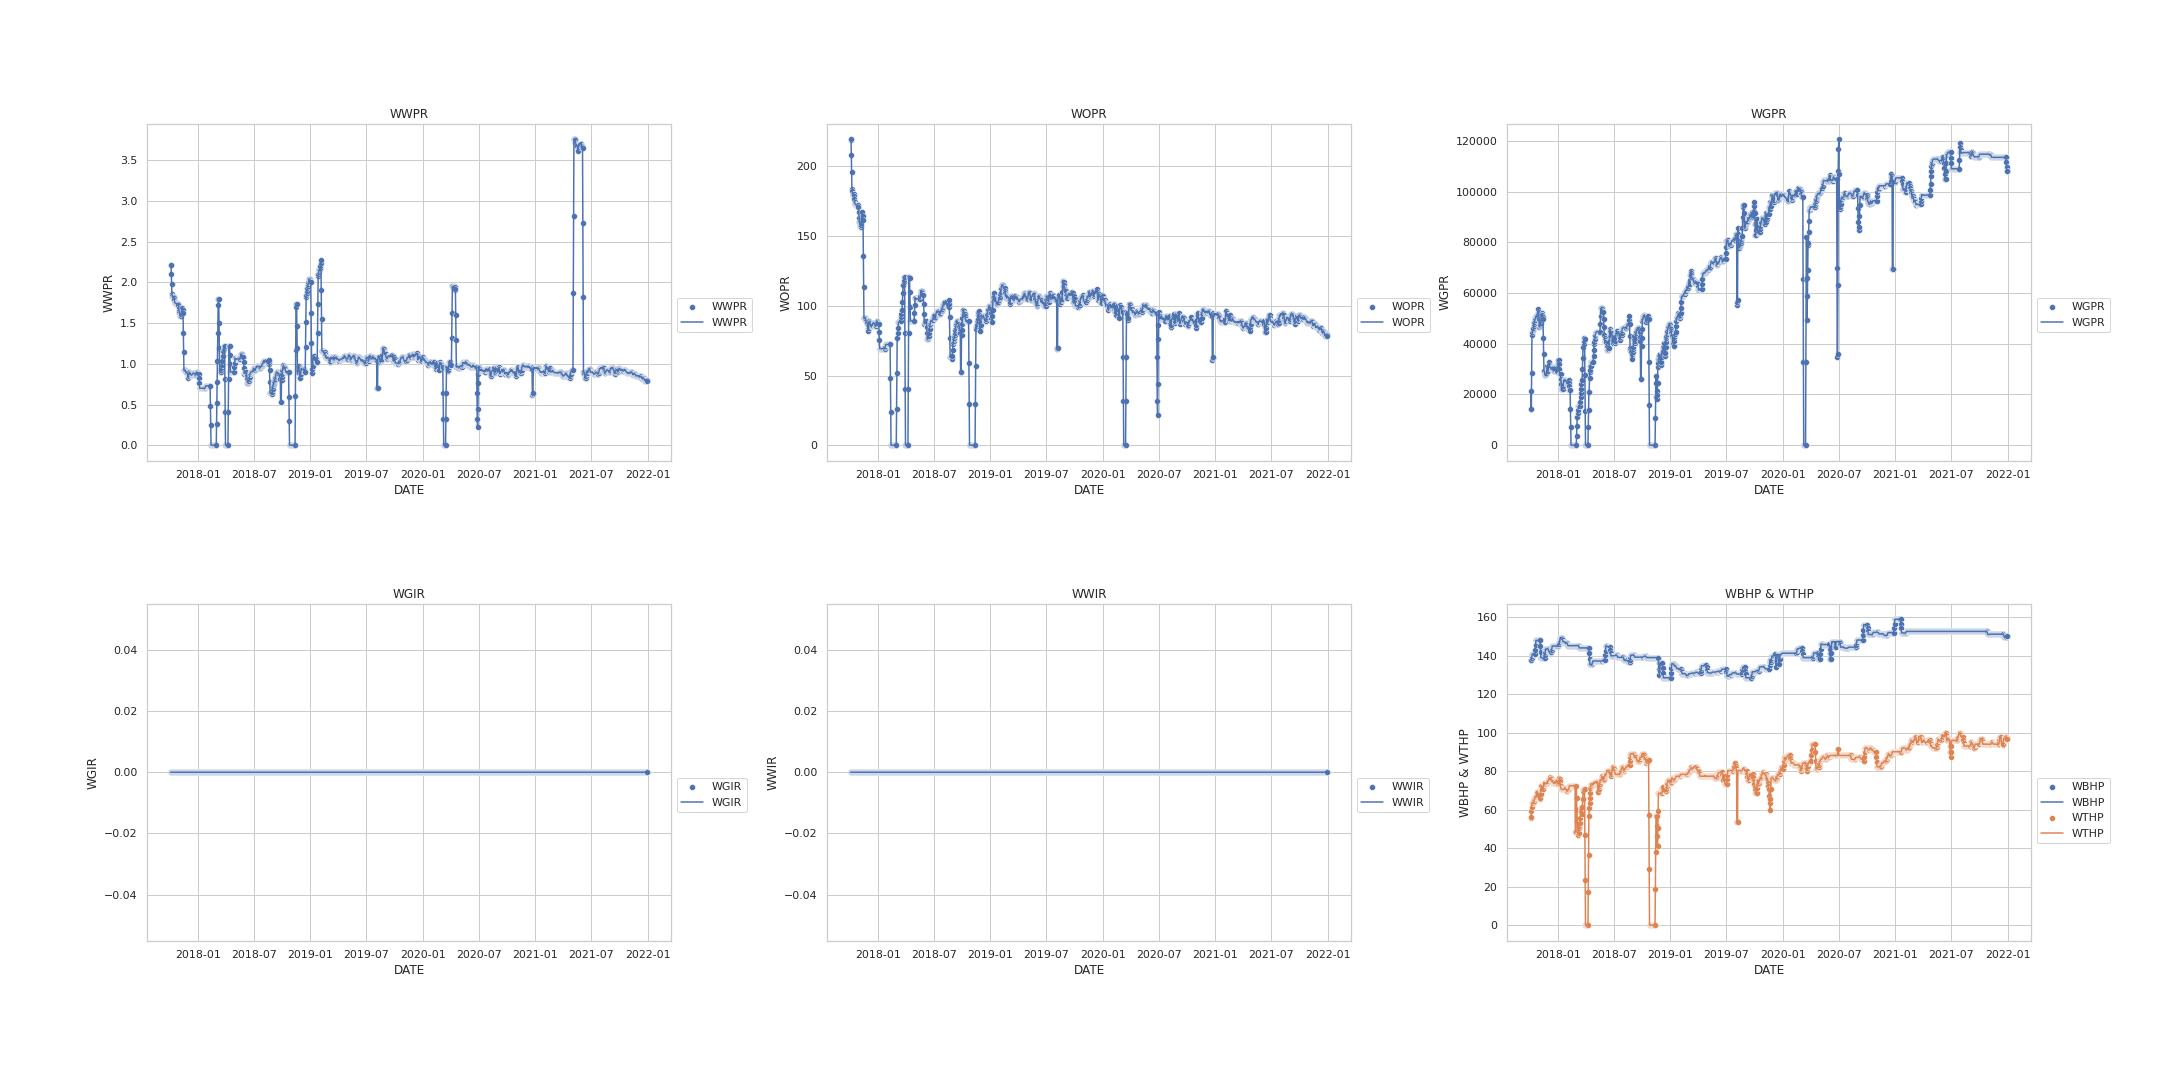 WWPR
WWPR
3.5
3.0
2.5
2.0
1.5
1.0
0.5
0.0
2018-01 2018-07 2019-01 2019-07 2020-01 2020-07 2021-01 2021-07 2022-01
DATE
WWPR
WWPR
WOPR
WOPR
200
150
100
50
0
2018-01 2018-07 2019-01 2019-07 2020-01 2020-07 2021-01 2021-07 2022-01
DATE
WOPR
WOPR
WGPR
WGPR
120000
100000
80000
60000
40000
20000
0
2018-01 2018-07 2019-01 2019-07 2020-01 2020-07 2021-01 2021-07 2022-01
DATE
WGPR
WGPR
WGIR
WGIR
0.04
0.02
0.00
−0.02
−0.04
2018-01 2018-07 2019-01 2019-07 2020-01 2020-07 2021-01 2021-07 2022-01
DATE
WGIR
WGIR
WWIR
WWIR
0.04
0.02
0.00
−0.02
−0.04
2018-01 2018-07 2019-01 2019-07 2020-01 2020-07 2021-01 2021-07 2022-01
DATE
WWIR
WWIR
WBHP & WTHP
WBHP & WTHP
160
140
120
100
80
60
40
20
0
2018-01 2018-07 2019-01 2019-07 2020-01 2020-07 2021-01 2021-07 2022-01
DATE
WBHP
WBHP
WTHP
WTHP